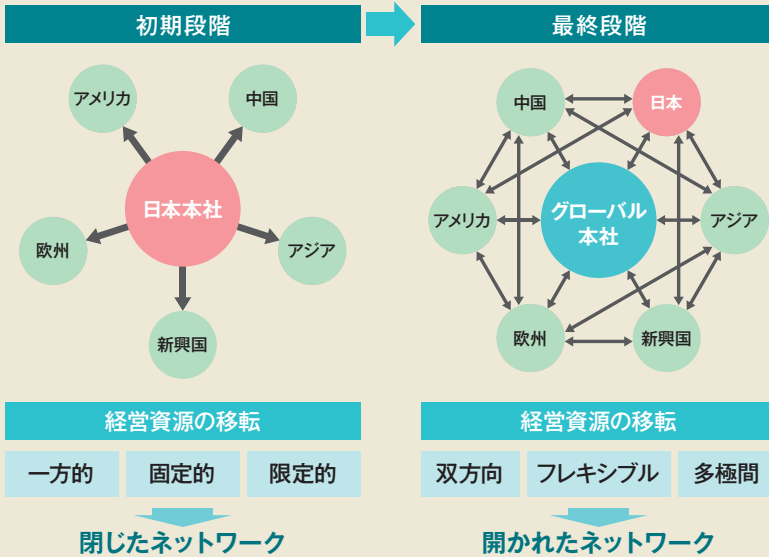 初期段階
アメリカ
中国
日本本社
欧州
アジア
新興国
経営資源の移転
一方的
固定的
限定的
閉じたネットワーク
最終段階
中国
日本
アメリカ
グローバル
本社
アジア
欧州
新興国
経営資源の移転
双方向
フレキシブル
多極間
開かれたネットワーク